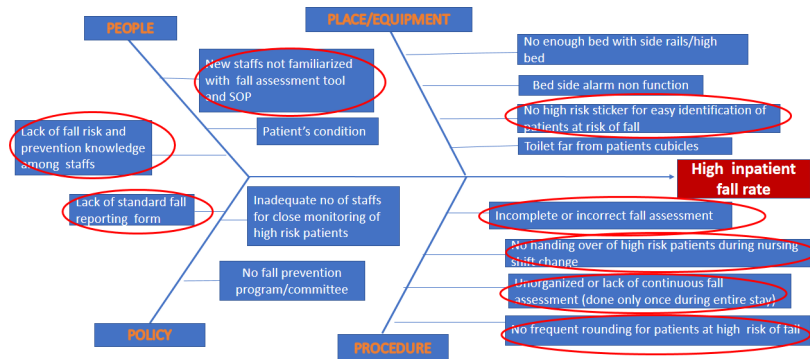 PEOPLE
PLACE/EQUIPMENT
New staffs not familiarized
with fall assessment tool
and SOP
Patient's condition
Lack of fall risk and
prevention knowledge
among staffs
No enough bed with side rails/high
bed
Bed side alarm non function
No high risk sticker for easy identification of
patients at risk of fall
Toilet far from patients cubicles
High inpatient
fall rate
Lack of standard fall
reporting form
Inadequate no of staffs
for close monitoring of
high risk patients
No fall prevention
program/committee
POLICY
Incomplete or incorrect fall assessment
No handing over of high risk patients during nursing
shift change
Unorganized or lack of continuous fall
assessment (done only once during entire stay)
No frequent rounding for patients at high risk of fall
PROCEDURE